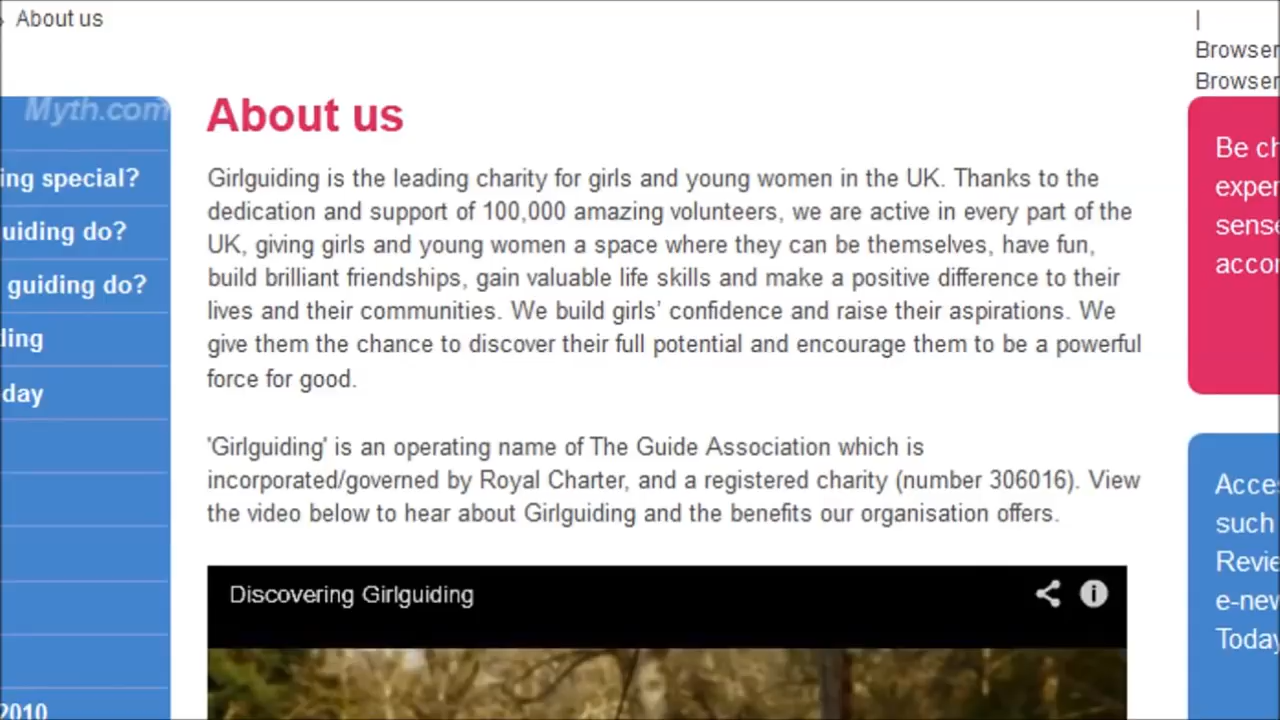 About us
|
Browser
Browser
Myth.com
ing special?
uiding do?
guiding do?
ding
day
2010
About us
Girlguiding is the leading charity for girls and young women in the UK. Thanks to the
dedication and support of 100,000 amazing volunteers, we are active in every part of the
UK, giving girls and young women a space where they can be themselves, have fun,
build brilliant friendships, gain valuable life skills and make a positive difference to their
lives and their communities. We build girls’ confidence and raise their aspirations. We
give them the chance to discover their full potential and encourage them to be a powerful
force for good.
'Girlguiding' is an operating name of The Guide Association which is
incorporated/governed by Royal Charter, and a registered charity (number 306016). View
the video below to hear about Girlguiding and the benefits our organisation offers.
Discovering Girlguiding
Be ch
exper
sense
accor
Acces
such
Revie
e-new
Today